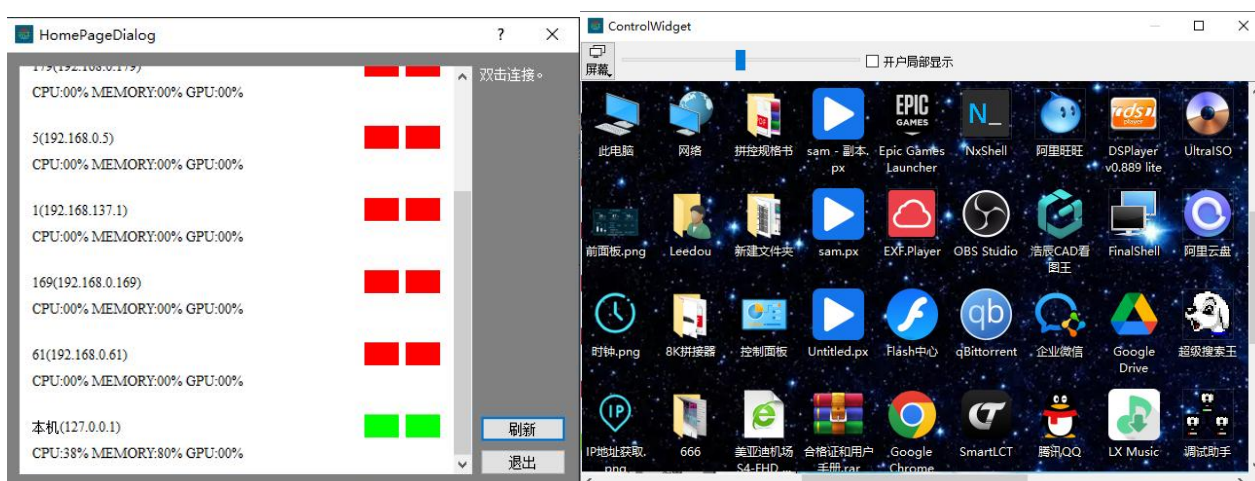 HomePageDialog
179(192.168.0.179)
CPU:00% MEMORY:00% GPU:00%
5(192.168.0.5)
CPU:00% MEMORY:00% GPU:00%
1(192.168.137.1)
CPU:00% MEMORY:00% GPU:00%
169(192.168.0.169)
CPU:00% MEMORY:00% GPU:00%
61(192.168.0.61)
CPU:00% MEMORY:00% GPU:00%
本机(127.0.0.1)
CPU:38% MEMORY:80% GPU:00%
双击连接。
刷新
退出
ControlWidget
屏幕
开户局部显示
此电脑
网络
拼控规格书
sam - 副本.
px
Epic Games
Launcher
NxShell
阿里旺旺
DSPlayer
v0.889 lite
UltraISO
前面板.png
Leedou
新建文件夹
sam.px
EXF.Player
OBS Studio
浩辰CAD看
图王
FinalShell
阿里云盘
时钟.png
8K拼接器
控制面板
Untitled.px
Flash中心
qBittorrent
企业微信
Google
Drive
超级搜索王
IP地址获取.
png
666
美亚迪机场
S4-FHD ...
合格证和用户
手册.rar
Google
Chrome
SmartLCT
腾讯QQ
LX Music
调试助手